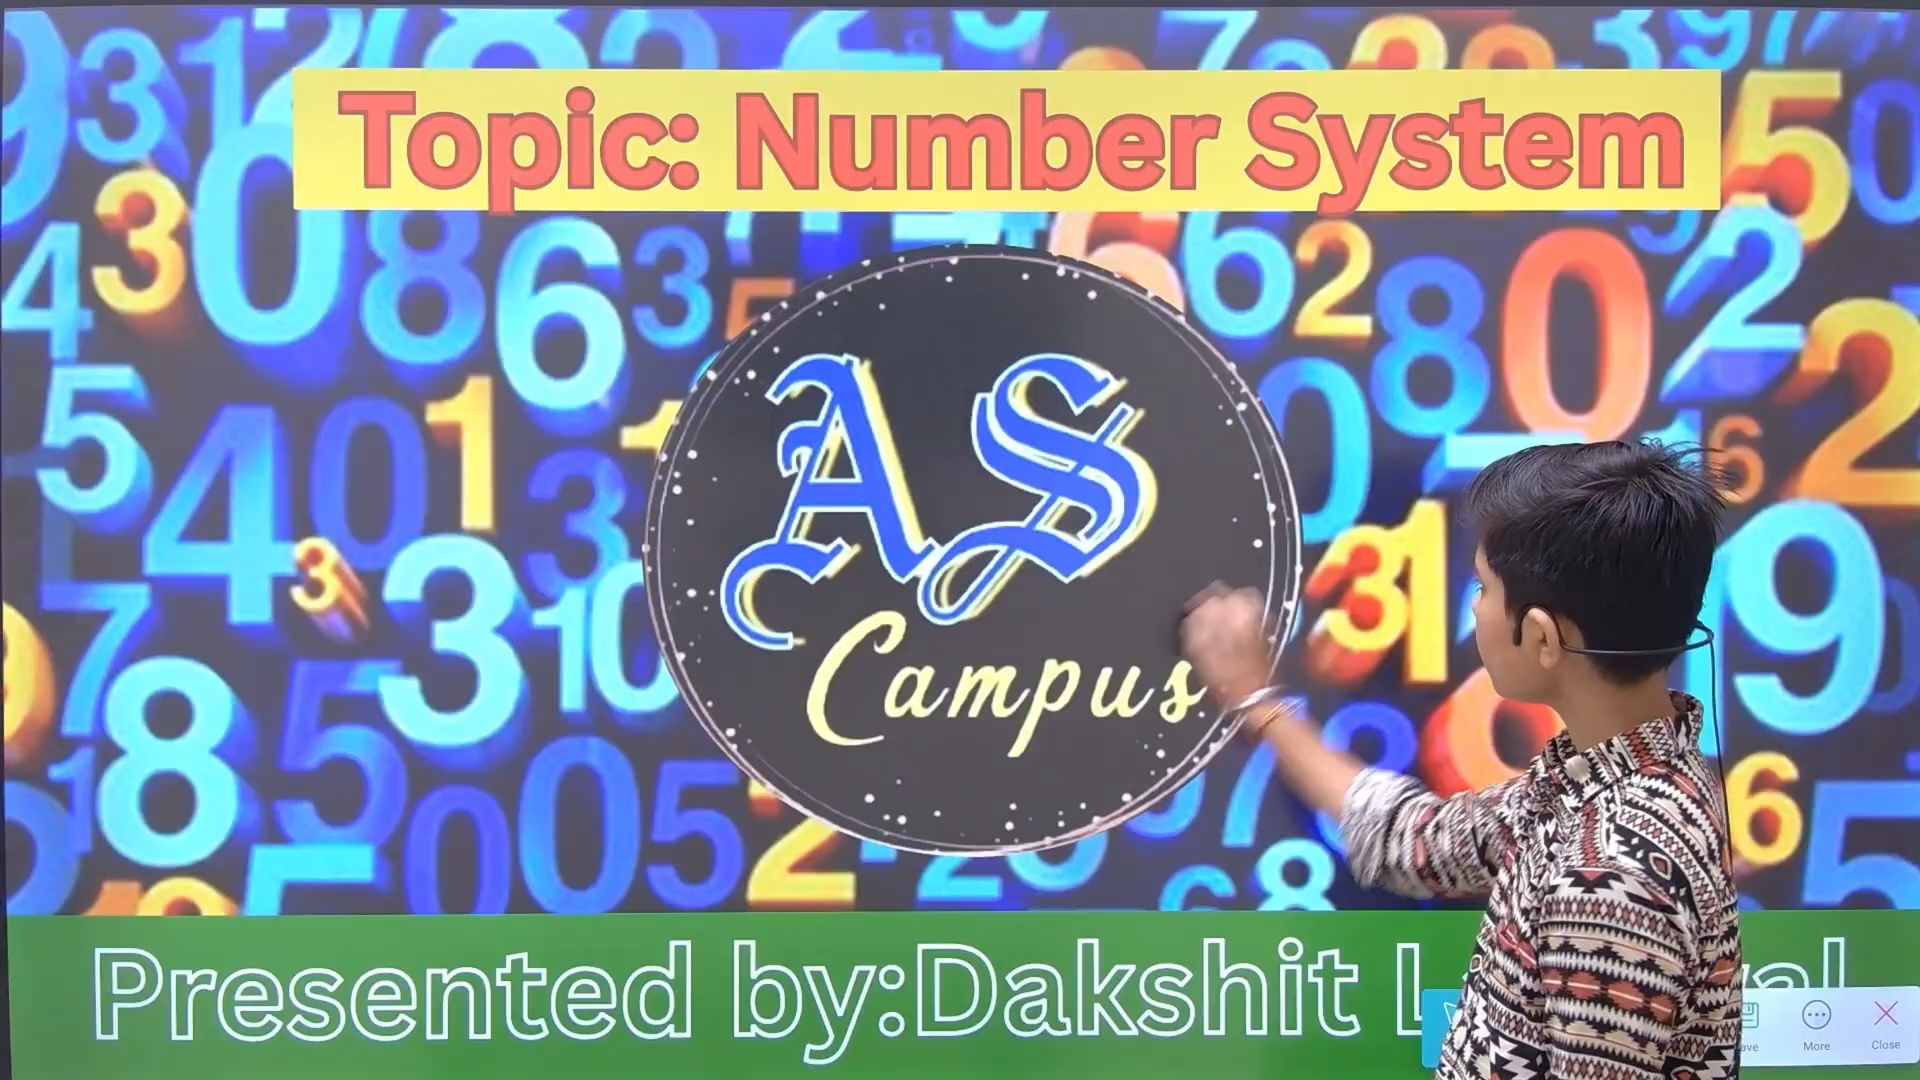 Topic: Number System
AS
Campus
Presented by:Dakshit
More
Close